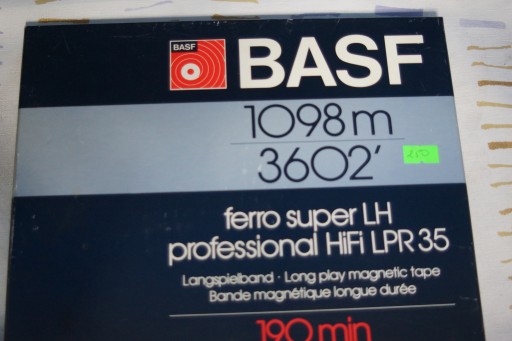 BASF
BASF
1098 m
3602'
ferro super LH
professional HiFi LPR 35
Langspielband · Long play magnetic tape
Bande magnétique longue durée
190 min